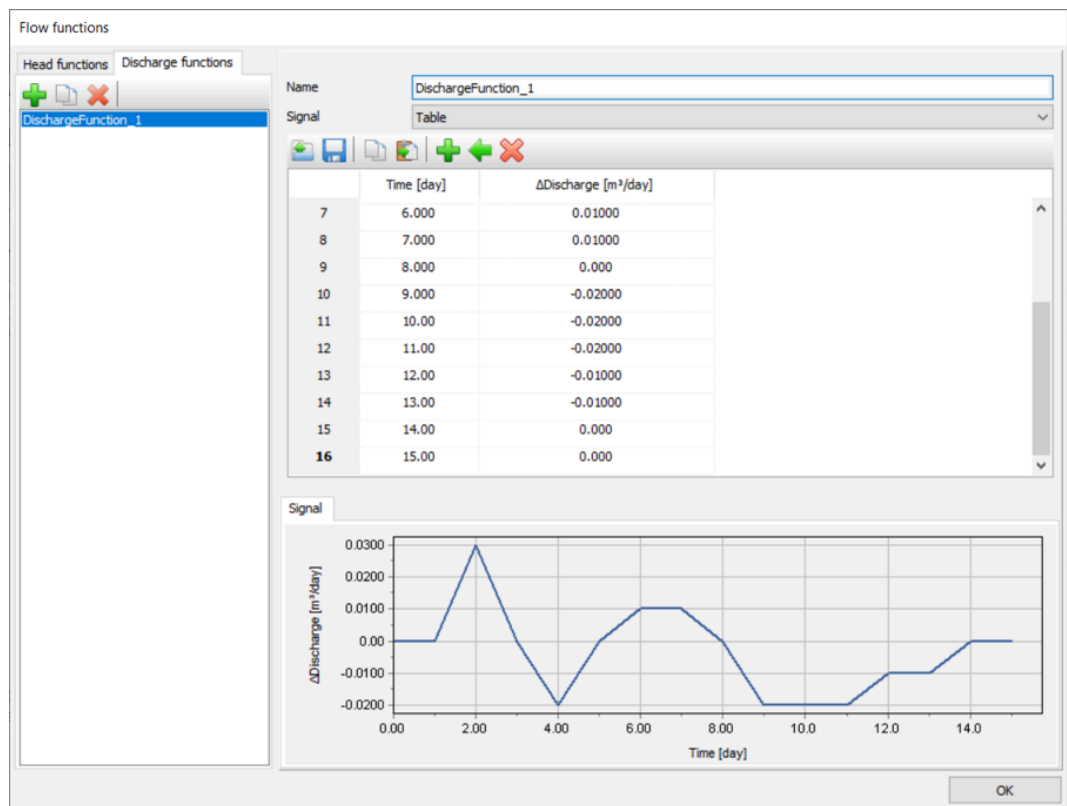 Flow functions
Head functions Discharge functions
DischargeFunction_1
Name DischargeFunction_1
Signal Table
Time [day] ΔDischarge [m³/day]
7 6.000 0.01000
8 7.000 0.01000
9 8.000 0.000
10 9.000 -0.02000
11 10.00 -0.02000
12 11.00 -0.02000
13 12.00 -0.01000
14 13.00 -0.01000
15 14.00 0.000
16 15.00 0.000
Signal
ΔDischarge [m³/day]
0.0300
0.0200
0.0100
0.00
-0.0100
-0.0200
0.00 2.00 4.00 6.00 8.00 10.0 12.0 14.0
Time [day]
OK